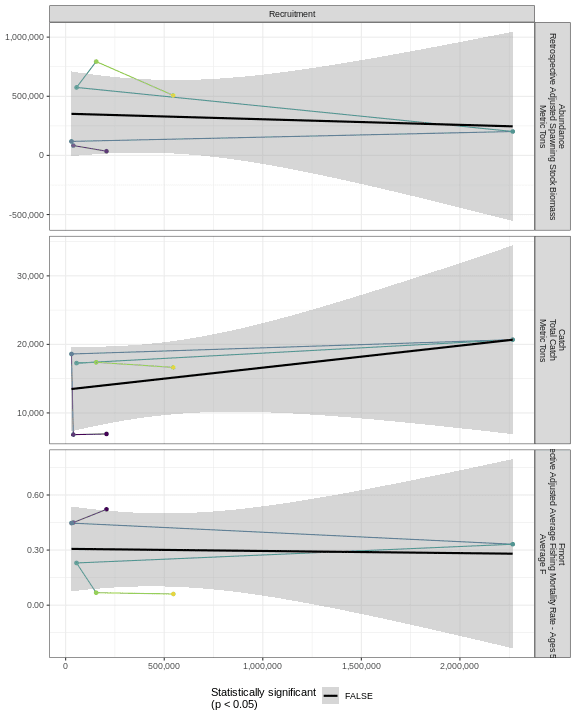 Recruitment
1,000,000
500,000
0
-500,000
Abundance
Retrospective Adjusted Spawning Stock Biomass
Metric Tons
30,000
20,000
10,000
Catch
Total Catch
Metric Tons
0.60
0.30
0.00
Fmort
ective Adjusted Average Fishing Mortality Rate - Ages 5
Average F
0
500,000
1,000,000
1,500,000
2,000,000
Statistically significant
(p < 0.05)
FALSE